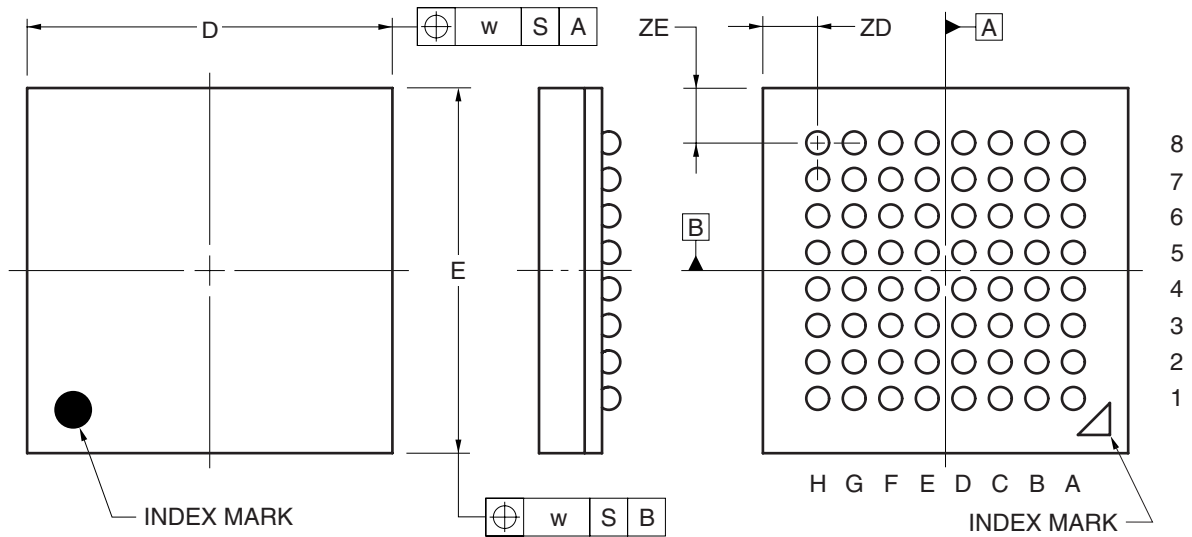 D
⌖ w S A
ZE
ZD
A
8
7
6
B
5
E
4
3
2
1
H G F E D C B A
INDEX MARK
⌖ w S B
INDEX MARK